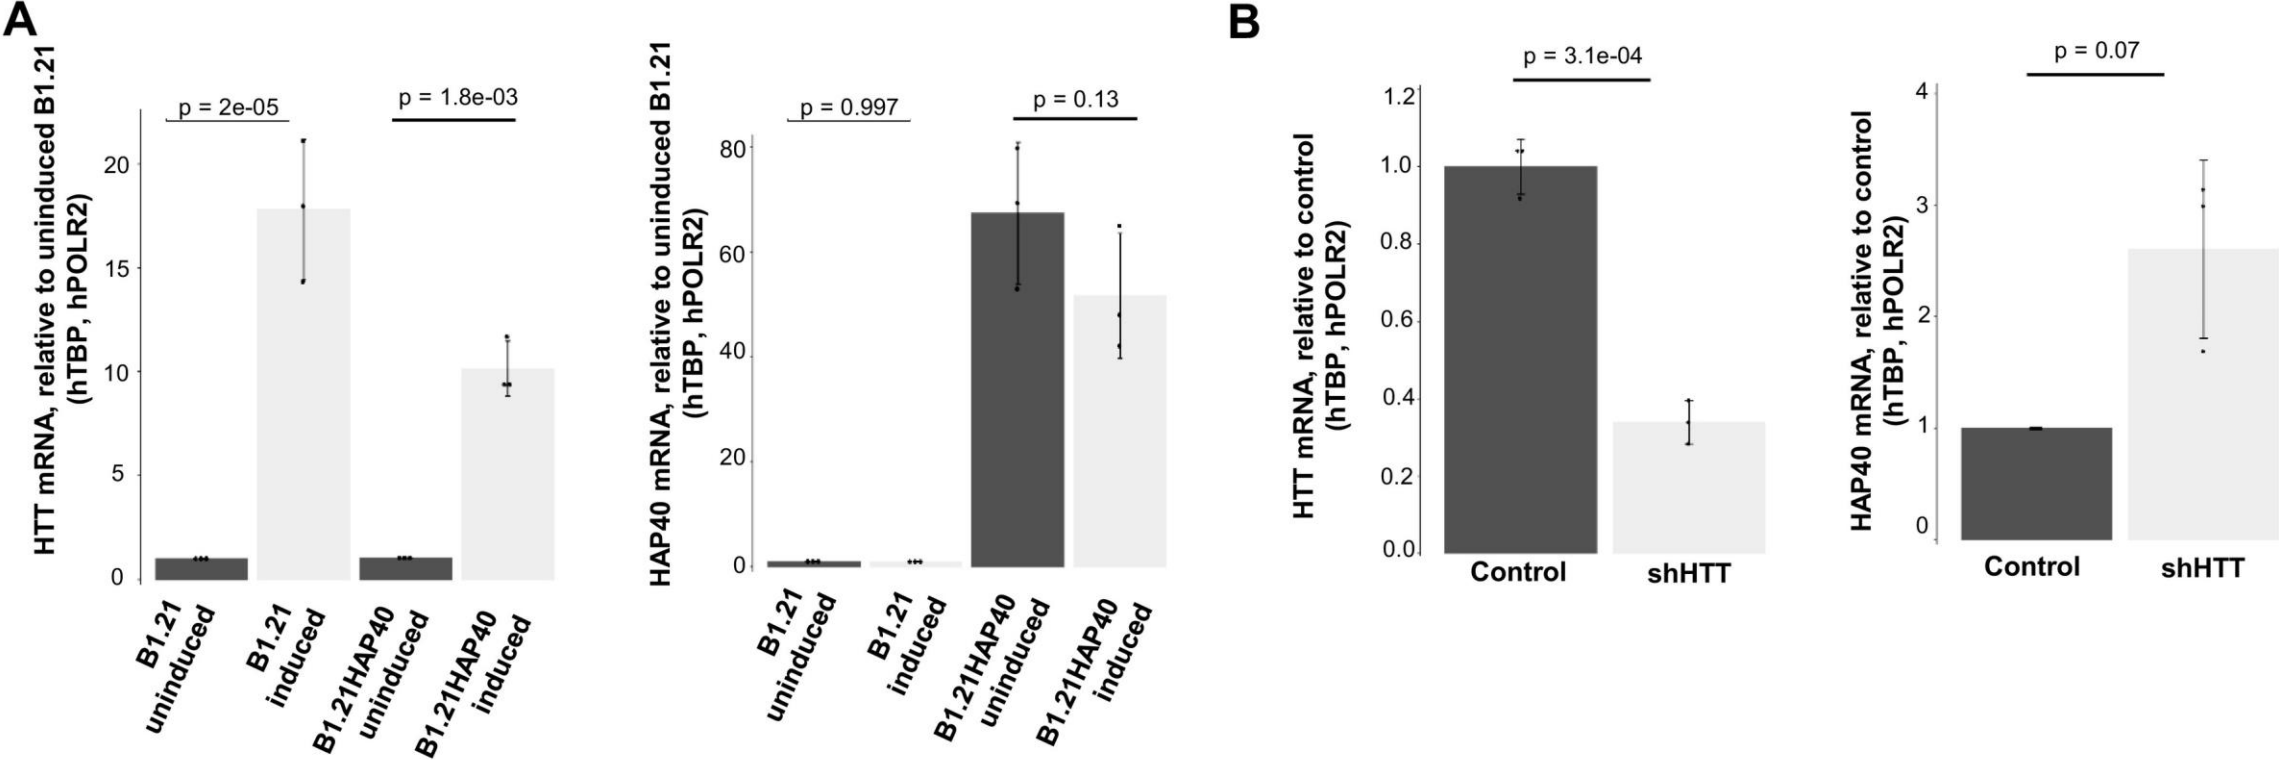 A
HTT mRNA, relative to uninduced B1.21
(hTBP, hPOLR2)
p = 2e-05
p = 1.8e-03
20
15
10
5
0
B1.21
uninduced
B1.21
induced
B1.21HAP40
uninduced
B1.21HAP40
induced
HAP40 mRNA, relative to uninduced B1.21
(hTBP, hPOLR2)
p = 0.997
p = 0.13
80
60
40
20
0
B1.21
uninduced
B1.21
induced
B1.21HAP40
uninduced
B1.21HAP40
induced
B
HTT mRNA, relative to control
(hTBP, hPOLR2)
p = 3.1e-04
1.2
1.0
0.8
0.6
0.4
0.2
0.0
Control
shHTT
HAP40 mRNA, relative to control
(hTBP, hPOLR2)
p = 0.07
4
3
2
1
0
Control
shHTT